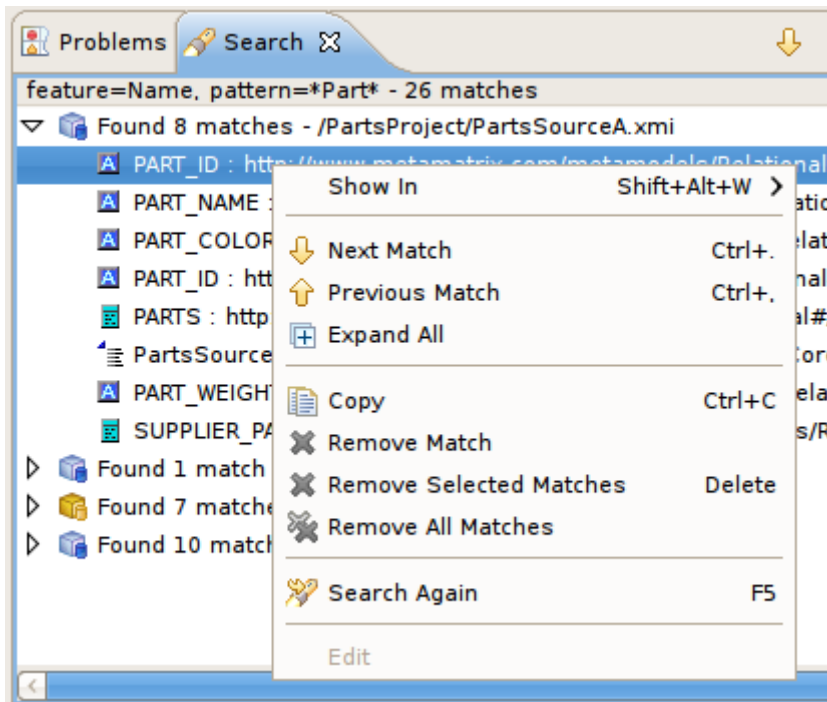 Problems Search
feature=Name, pattern=*Part* - 26 matches
Found 8 matches - /PartsProject/PartsSourceA.xmi
PART_ID : http://www.metamatrix.com/metamodels/Relational
Show In Shift+Alt+W
PART_NAME :
PART_COLOR
Next Match Ctrl+.
PART_ID : htt
Previous Match Ctrl+,
PARTS : http
Expand All
PartsSource
PART_WEIGH
Copy Ctrl+C
SUPPLIER_PA
Remove Match
Found 1 match
Remove Selected Matches Delete
Found 7 matche
Remove All Matches
Found 10 match
Search Again F5
Edit